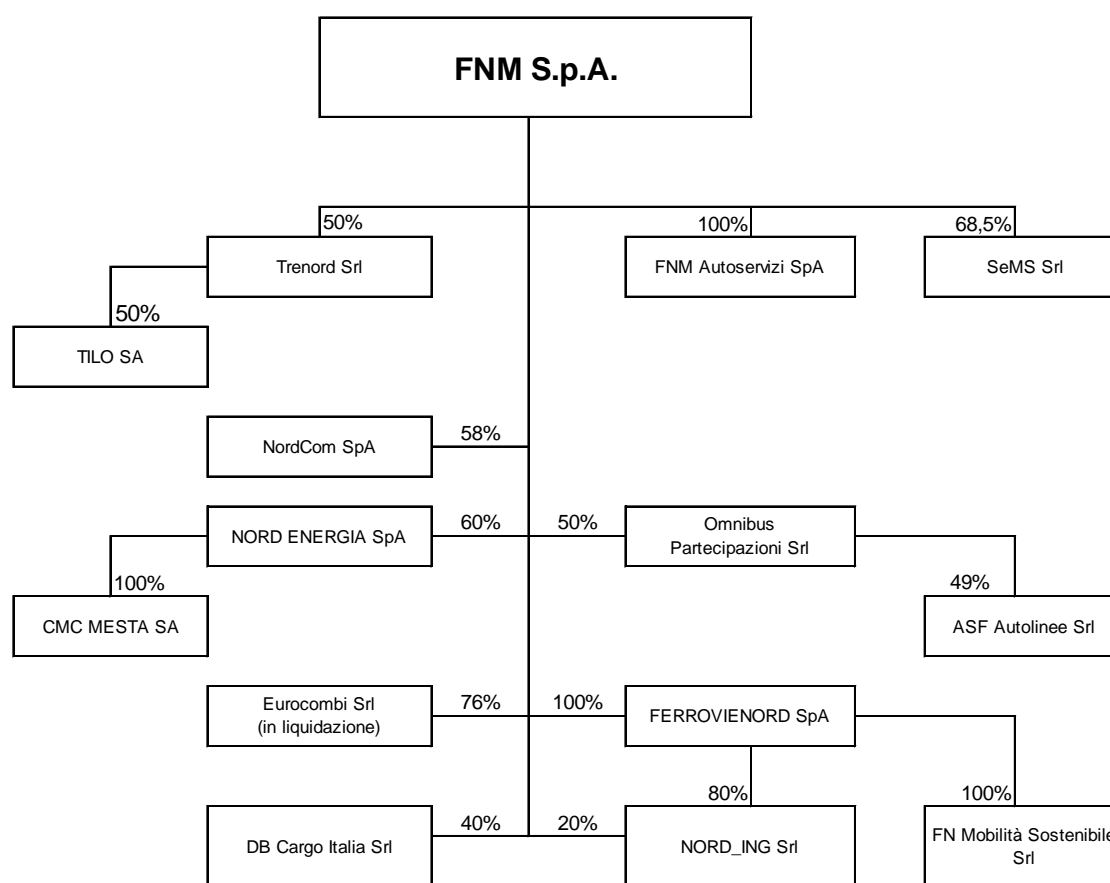 FNM S.p.A.
50%
100%
68,5%
Trenord Srl
FNM Autoservizi SpA
SeMS Srl
50%
TILO SA
NordCom SpA
58%
NORD ENERGIA SpA
60%
50%
Omnibus
Partecipazioni Srl
100%
49%
CMC MESTA SA
ASF Autolinee Srl
Eurocombi Srl
(in liquidazione)
76%
100%
FERROVIENORD SpA
80%
100%
DB Cargo Italia Srl
40%
20%
NORD_ING Srl
FN Mobilità Sostenibile
Srl